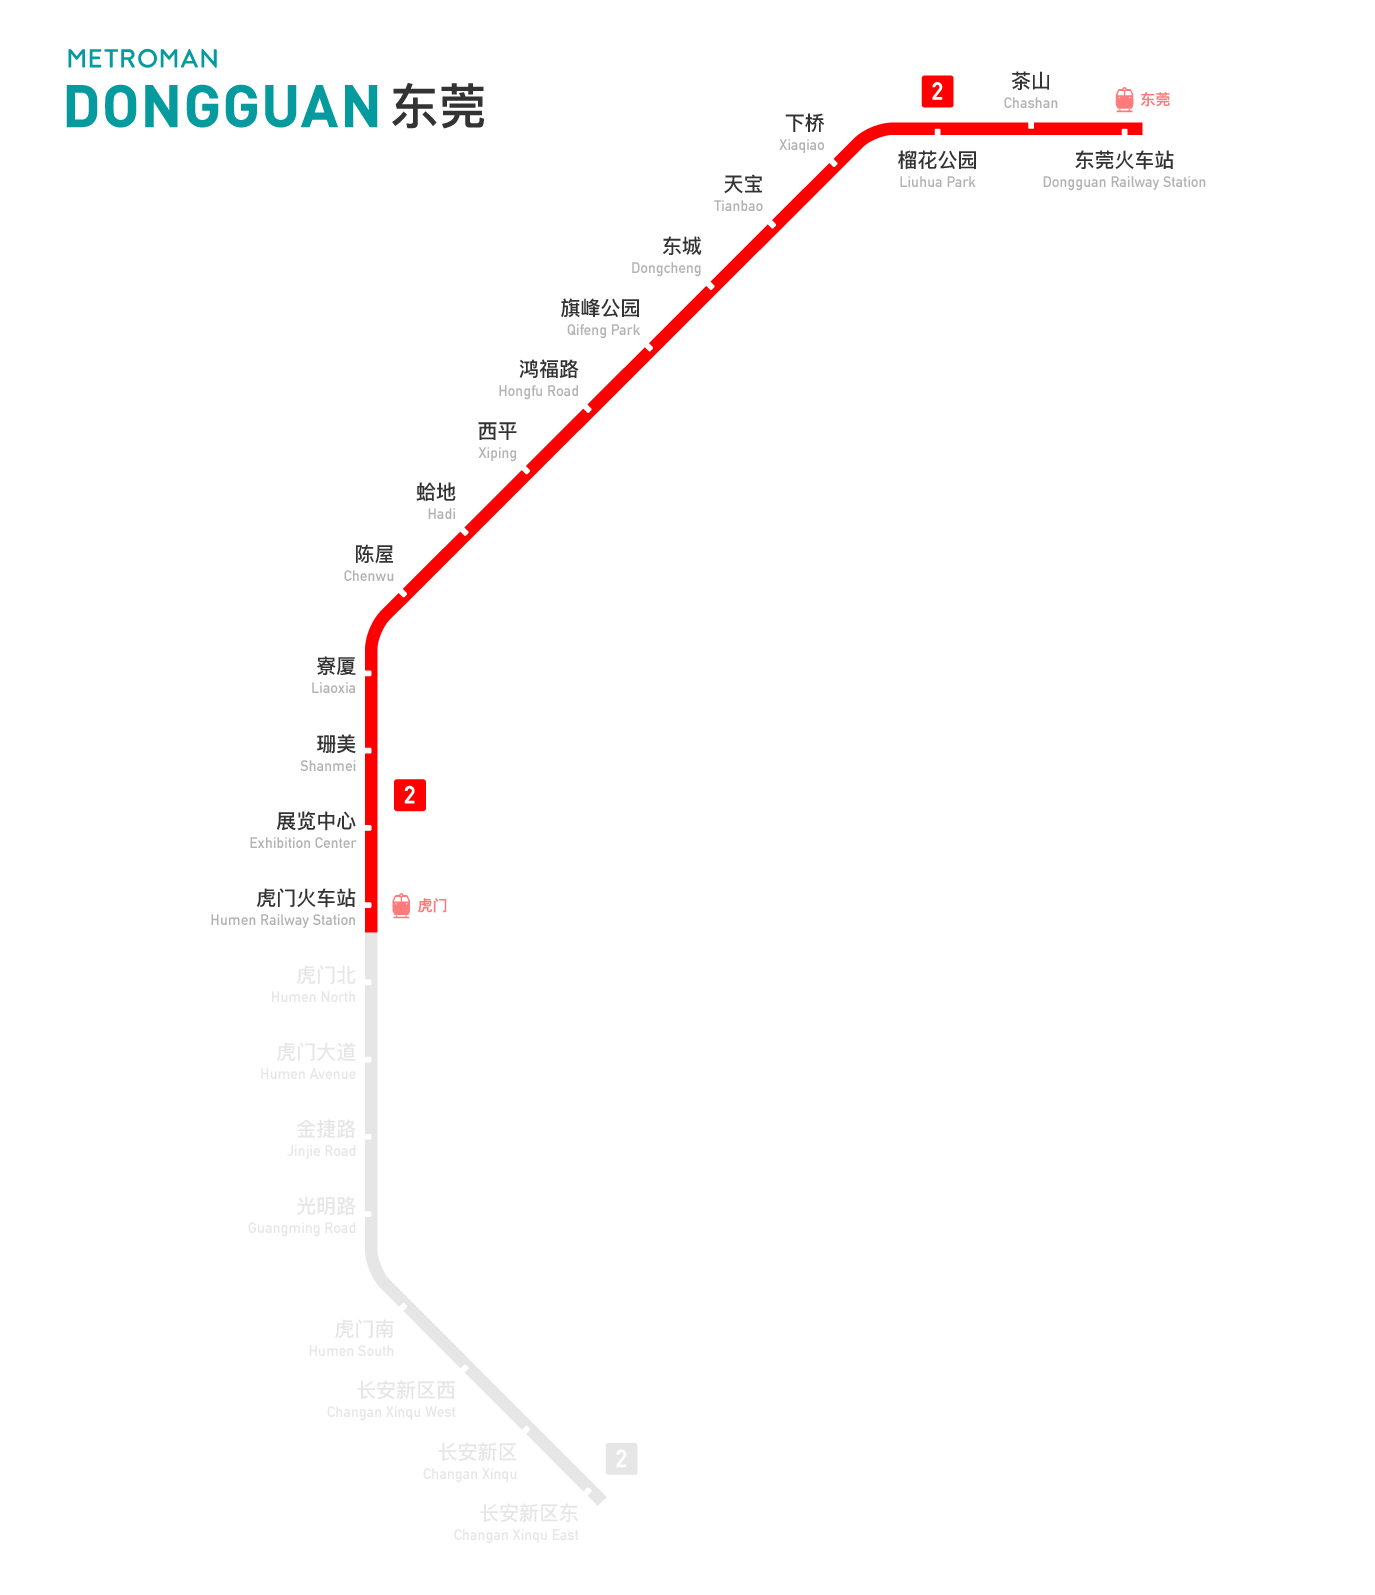 METROMAN
DONGGUAN 东莞
2
茶山
Chashan
东莞
下桥
Xiaqiao
榴花公园
Liuhua Park
东莞火车站
Dongguan Railway Station
天宝
Tianbao
东城
Dongcheng
旗峰公园
Qifeng Park
鸿福路
Hongfu Road
西平
Xiping
蛤地
Hadi
陈屋
Chenwu
寮厦
Liaoxia
珊美
Shanmei
2
展览中心
Exhibition Center
虎门火车站
Humen Railway Station
虎门
虎门北
Humen North
虎门大道
Humen Avenue
金捷路
Jinjie Road
光明路
Guangming Road
虎门南
Humen South
长安新区西
Changan Xinqu West
长安新区
Changan Xinqu
2
长安新区东
Changan Xinqu East